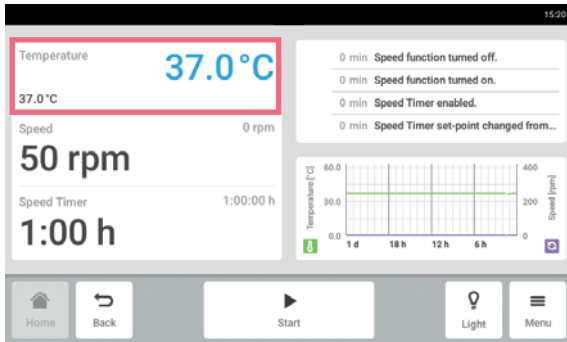 15:20
Temperature
37.0°C
37.0°C
Speed
0 rpm
50 rpm
Speed Timer
1:00:00 h
1:00 h
0 min Speed function turned off.
0 min Speed function turned on.
0 min Speed Timer enabled.
0 min Speed Timer set-point changed from...
Temperature [°C]
60.0
30.0
0.0
400
200
0
Speed [rpm]
1 d 18 h 12 h 6 h
Home
Back
Start
Light
Menu